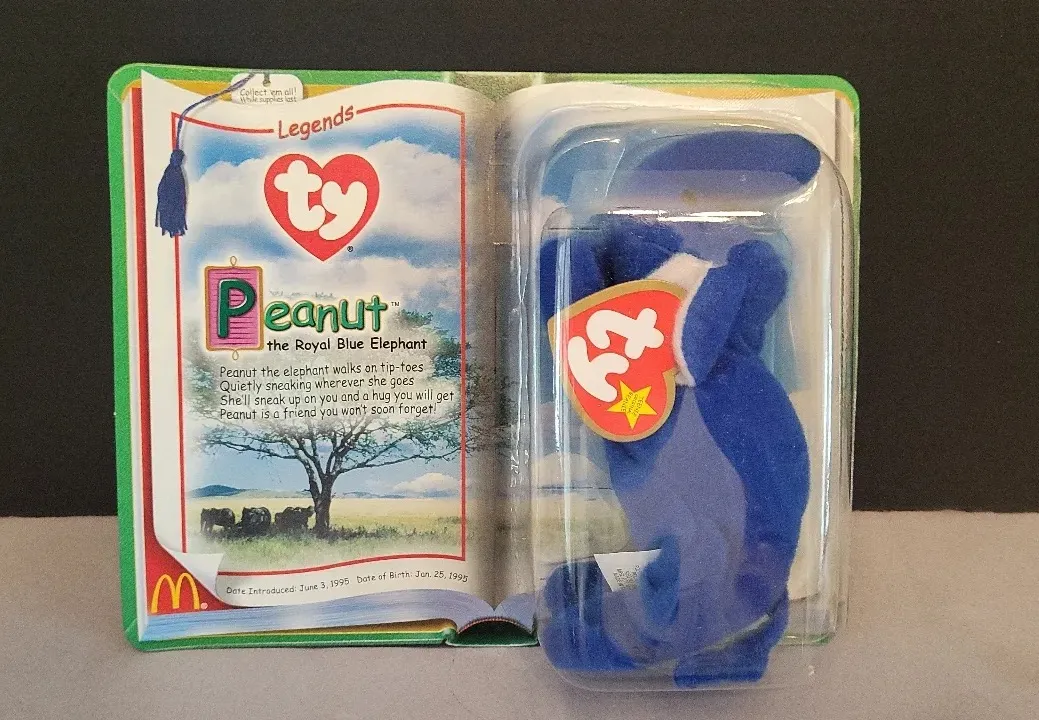 Collect 'em all!
While supplies last.
Legends
ty
®
Peanut™
the Royal Blue Elephant
Peanut the elephant walks on tip-toes
Quietly sneaking wherever she goes
She'll sneak up on you and a hug you will get
Peanut is a friend you won't soon forget!
Date Introduced: June 3, 1995 Date of Birth: Jan. 25, 1995
M®
ty